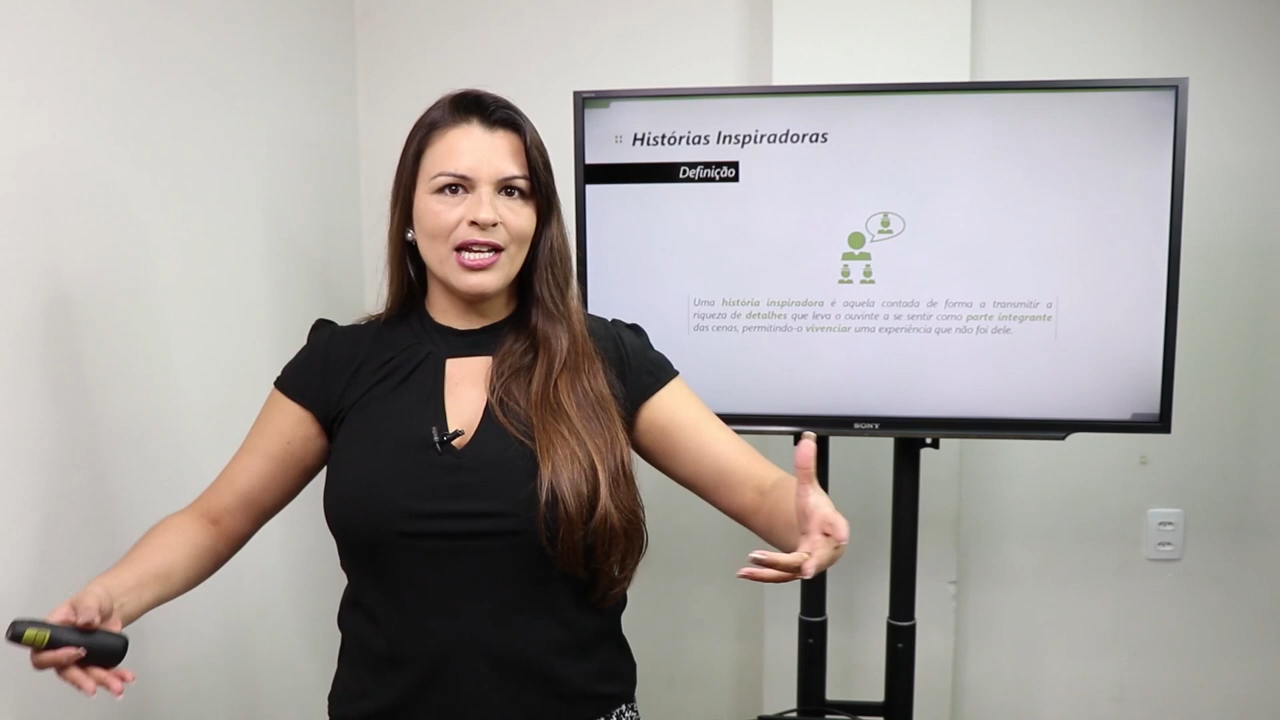 Histórias Inspiradoras
Definição
Uma história inspiradora é aquela contada de forma a transmitir a
riqueza de detalhes que leva o ouvinte a se sentir como parte integrante
das cenas, permitindo-o vivenciar uma experiência que não foi dele.
SONY